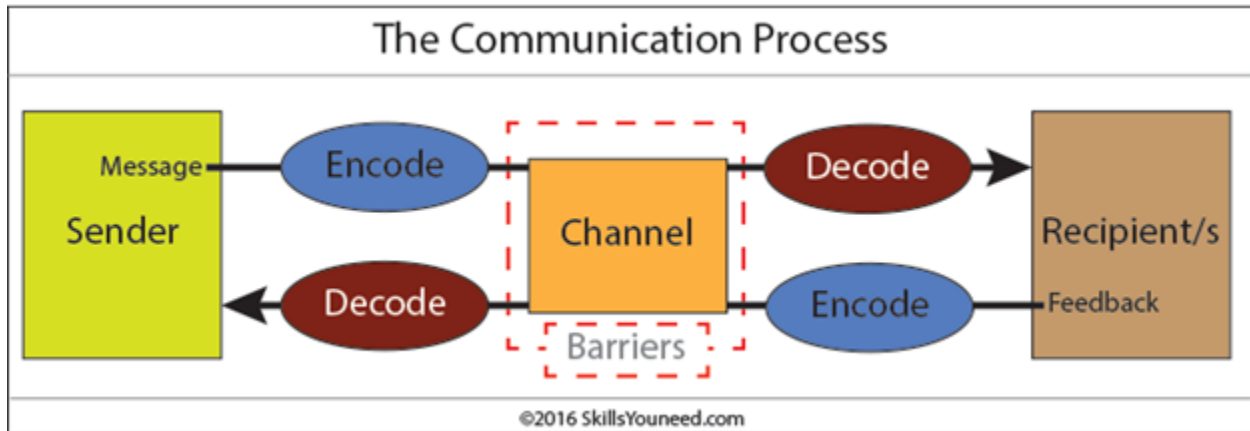 The Communication Process
Message
Encode
Decode
Sender
Channel
Recipient/s
Decode
Encode
Feedback
Barriers
©2016 SkillsYouneed.com